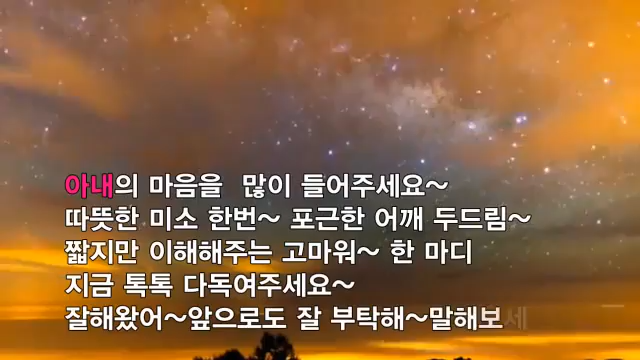 아내의 마음을 많이 들어주세요~
따뜻한 미소 한번~ 포근한 어깨 두드림~
짧지만 이해해주는 고마워~ 한 마디
지금 톡톡 다독여주세요~
잘해왔어~앞으로도 잘 부탁해~말해보세